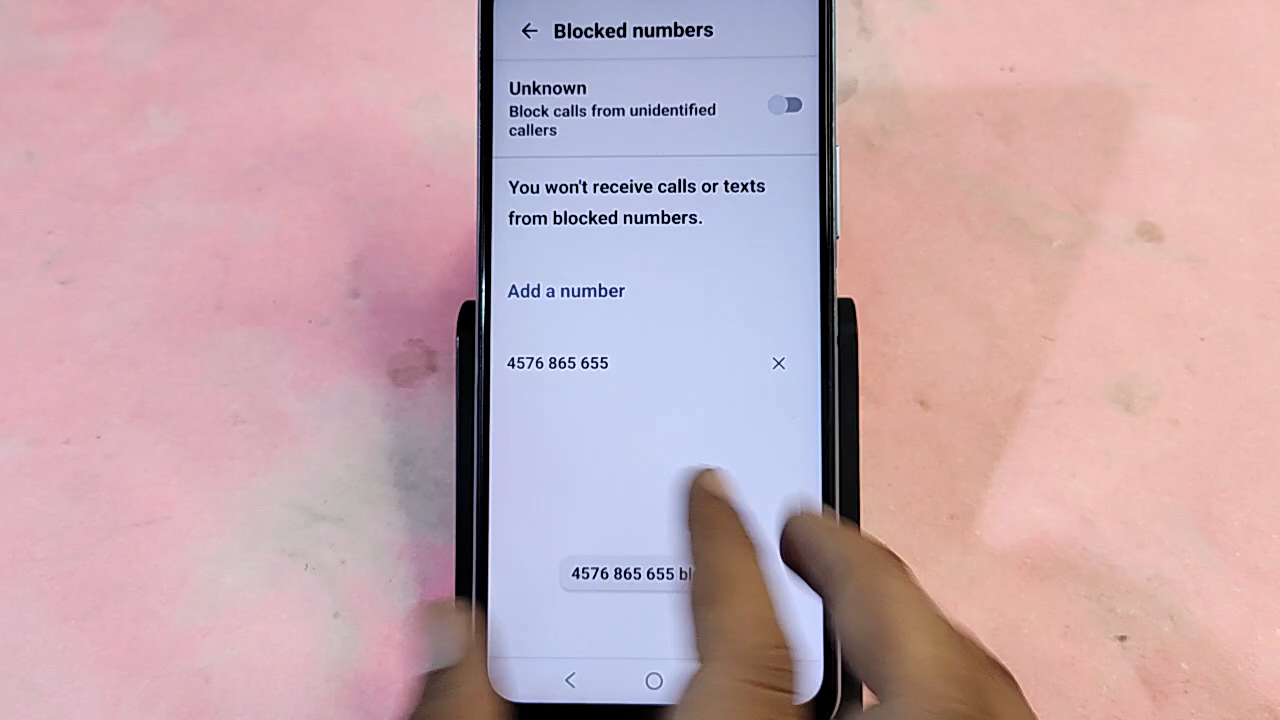 Blocked numbers
Unknown
Block calls from unidentified
callers
You won't receive calls or texts
from blocked numbers.
Add a number
4576 865 655
4576 865 655